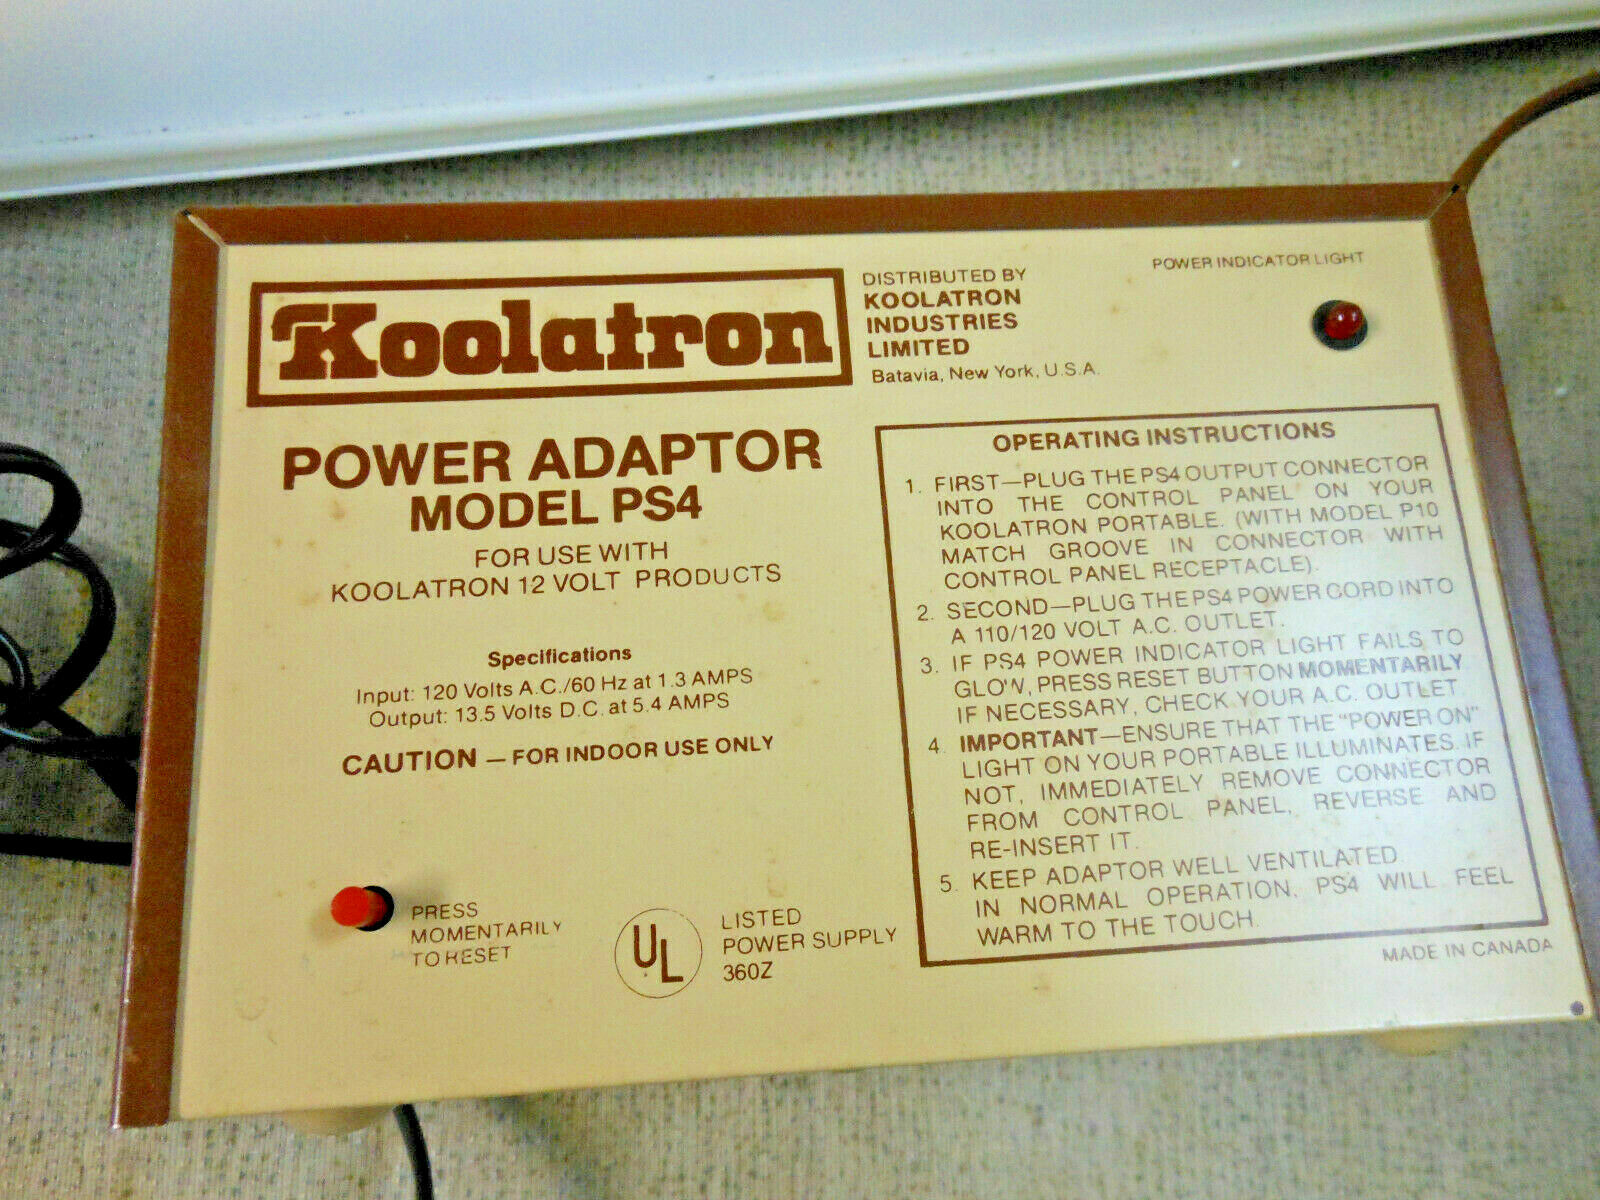 Koolatron
DISTRIBUTED BY
KOOLATRON
INDUSTRIES
LIMITED
Batavia, New York, U.S.A.
POWER INDICATOR LIGHT
POWER ADAPTOR
MODEL PS4
FOR USE WITH
KOOLATRON 12 VOLT PRODUCTS
Specifications
Input: 120 Volts A.C./60 Hz at 1.3 AMPS
Output: 13.5 Volts D.C. at 5.4 AMPS
CAUTION — FOR INDOOR USE ONLY
PRESS
MOMENTARILY
TO RESET
UL
LISTED
POWER SUPPLY
360Z
OPERATING INSTRUCTIONS
1. FIRST—PLUG THE PS4 OUTPUT CONNECTOR
INTO THE CONTROL PANEL ON YOUR
KOOLATRON PORTABLE. (WITH MODEL P10
MATCH GROOVE IN CONNECTOR WITH
CONTROL PANEL RECEPTACLE).
2. SECOND—PLUG THE PS4 POWER CORD INTO
A 110/120 VOLT A.C. OUTLET.
3. IF PS4 POWER INDICATOR LIGHT FAILS TO
GLOW, PRESS RESET BUTTON MOMENTARILY
IF NECESSARY, CHECK YOUR A.C. OUTLET
4. IMPORTANT—ENSURE THAT THE "POWER ON"
LIGHT ON YOUR PORTABLE ILLUMINATES. IF
NOT, IMMEDIATELY REMOVE CONNECTOR
FROM CONTROL PANEL, REVERSE AND
RE-INSERT IT.
5. KEEP ADAPTOR WELL VENTILATED.
IN NORMAL OPERATION, PS4 WILL FEEL
WARM TO THE TOUCH.
MADE IN CANADA